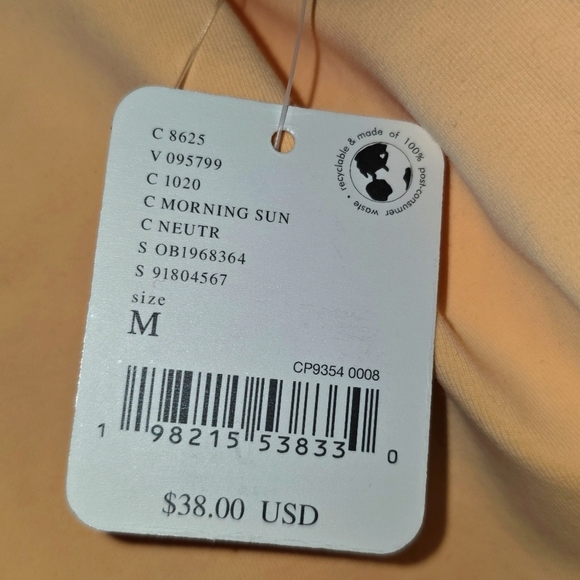 C 8625
V 095799
C 1020
C MORNING SUN
C NEUTR
S OB1968364
S 91804567
size
M
recyclable & made of 100% post-consumer waste •
CP9354 0008
1 98215 53833 0
$38.00 USD